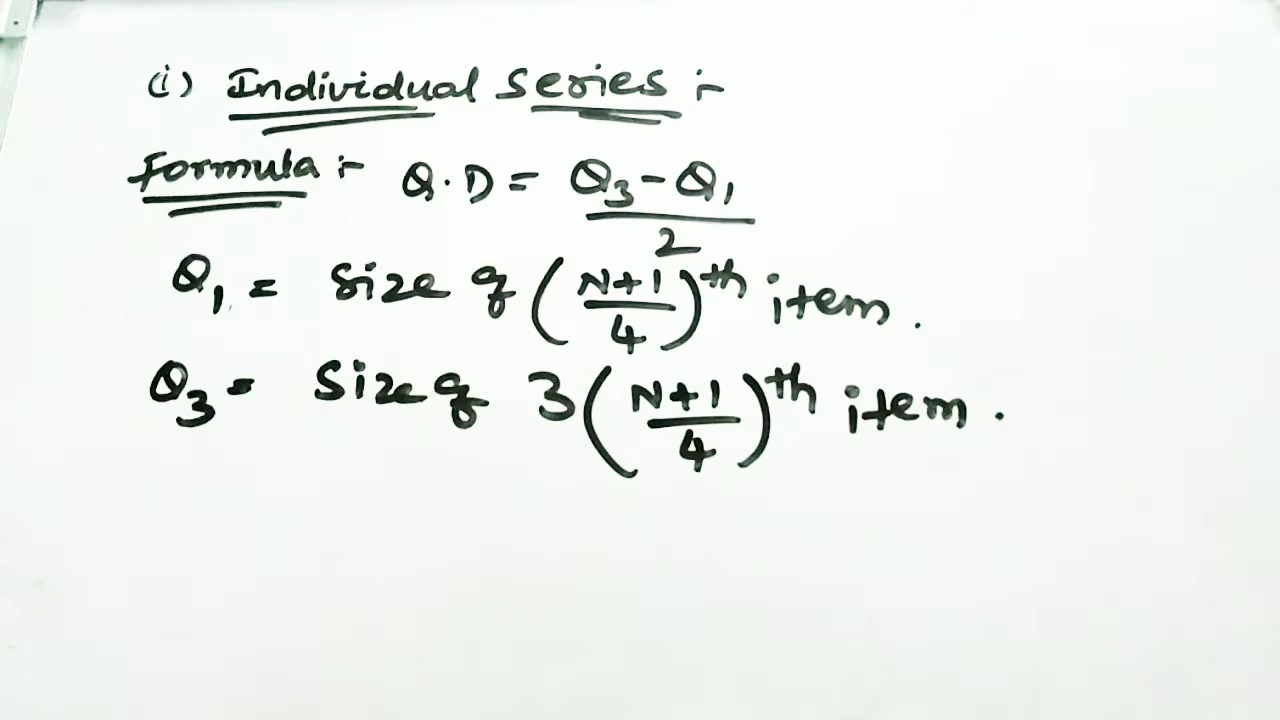 (i) Individual Series :-
Formula :- Q.D = Q₃ - Q₁ / 2
Q₁ = Size of (N+1 / 4)ᵗʰ item.
Q₃ = Size of 3(N+1 / 4)ᵗʰ item.